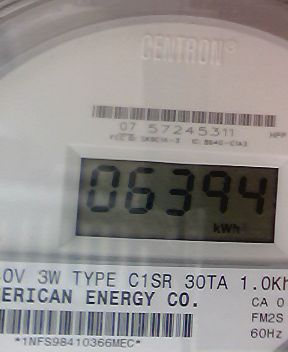 CENTRON®
07 57245311
06394
kWh
0V 3W TYPE C1SR 30TA 1.0Kh
ERICAN ENERGY CO.
CA 0
FM2S
60Hz
*1NFS98410366MEC*